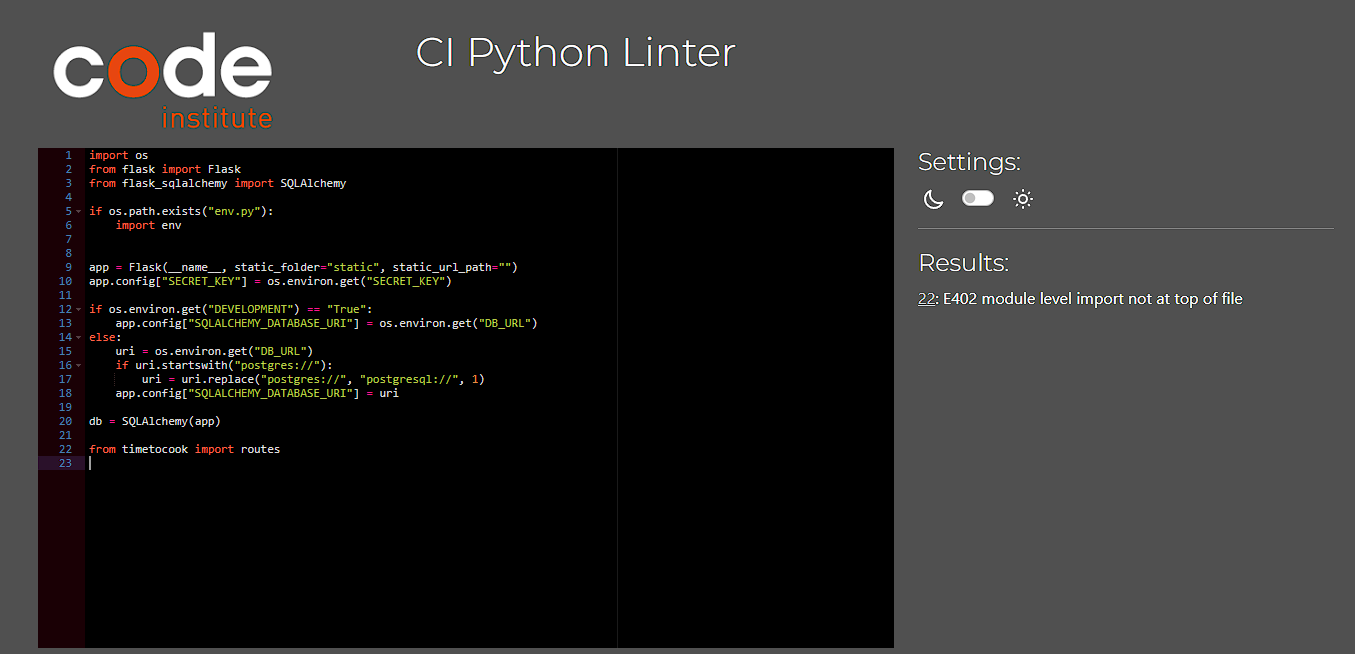 code
institute
CI Python Linter
1 import os
2 from flask import Flask
3 from flask_sqlalchemy import SQLAlchemy
4
5 if os.path.exists("env.py"):
6     import env
7
8
9 app = Flask(__name__, static_folder="static", static_url_path="")
10 app.config["SECRET_KEY"] = os.environ.get("SECRET_KEY")
11
12 if os.environ.get("DEVELOPMENT") == "True":
13     app.config["SQLALCHEMY_DATABASE_URI"] = os.environ.get("DB_URL")
14 else:
15     uri = os.environ.get("DB_URL")
16     if uri.startswith("postgres://"):
17         uri = uri.replace("postgres://", "postgresql://", 1)
18     app.config["SQLALCHEMY_DATABASE_URI"] = uri
19
20 db = SQLAlchemy(app)
21
22 from timetocook import routes
23
Settings:
Results:
22: E402 module level import not at top of file